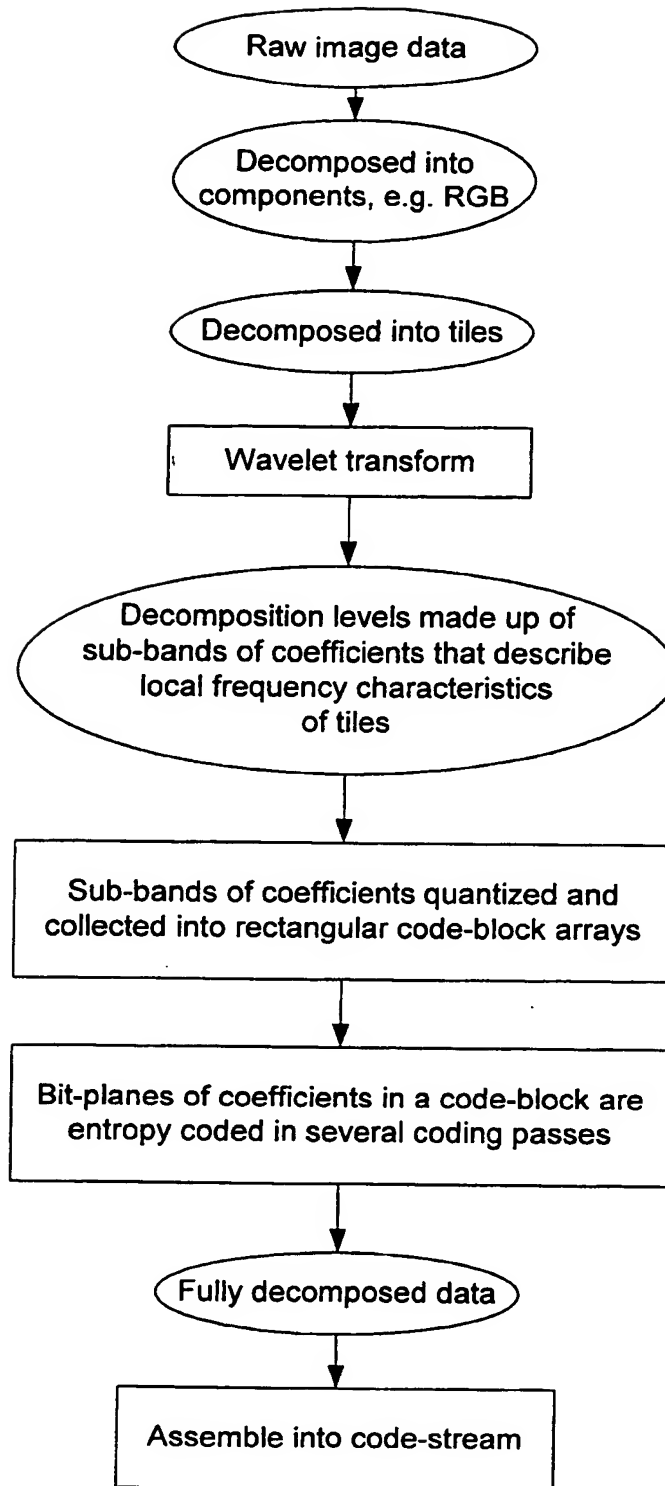 Raw image data
Decomposed into
components, e.g. RGB
Decomposed into tiles
Wavelet transform
Decomposition levels made up of
sub-bands of coefficients that describe
local frequency characteristics
of tiles
Sub-bands of coefficients quantized and
collected into rectangular code-block arrays
Bit-planes of coefficients in a code-block are
entropy coded in several coding passes
Fully decomposed data
Assemble into code-stream